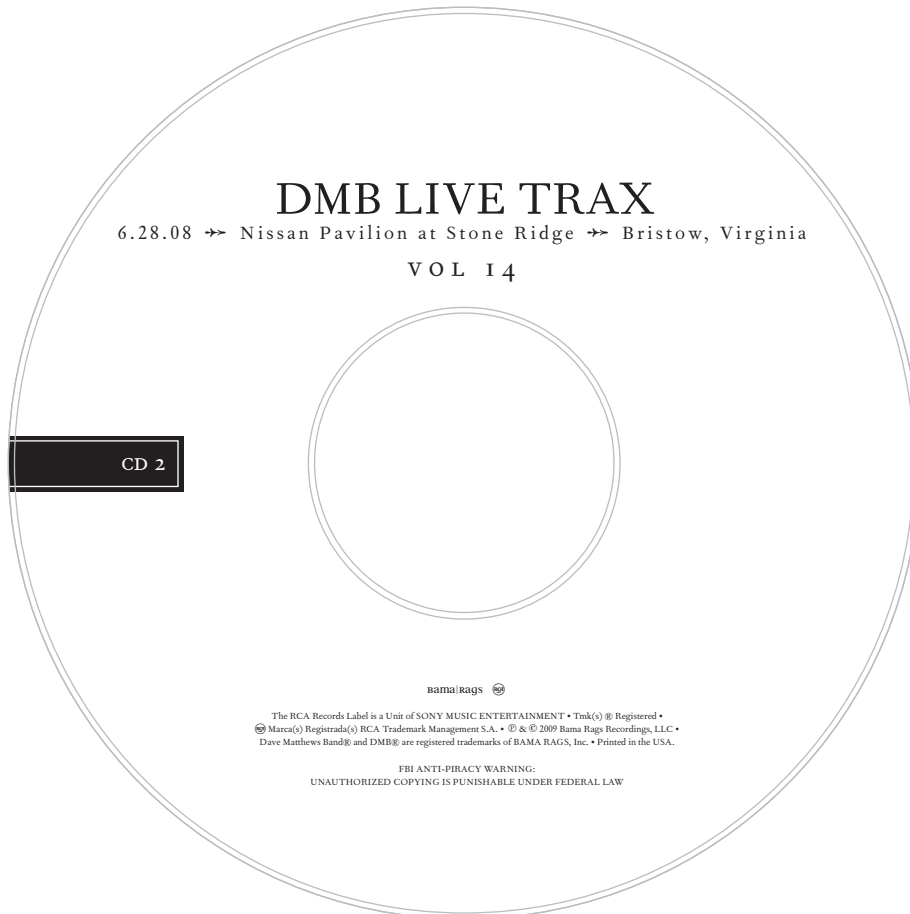 DMB LIVE TRAX
6.28.08 ➳ Nissan Pavilion at Stone Ridge ➳ Bristow, Virginia
VOL 14
CD 2
Bama|Rags RCA
The RCA Records Label is a Unit of SONY MUSIC ENTERTAINMENT • Tmk(s) ® Registered •
RCA Marca(s) Registrada(s) RCA Trademark Management S.A. • ℗ & © 2009 Bama Rags Recordings, LLC •
Dave Matthews Band® and DMB® are registered trademarks of BAMA RAGS, Inc. • Printed in the USA.
FBI ANTI-PIRACY WARNING:
UNAUTHORIZED COPYING IS PUNISHABLE UNDER FEDERAL LAW